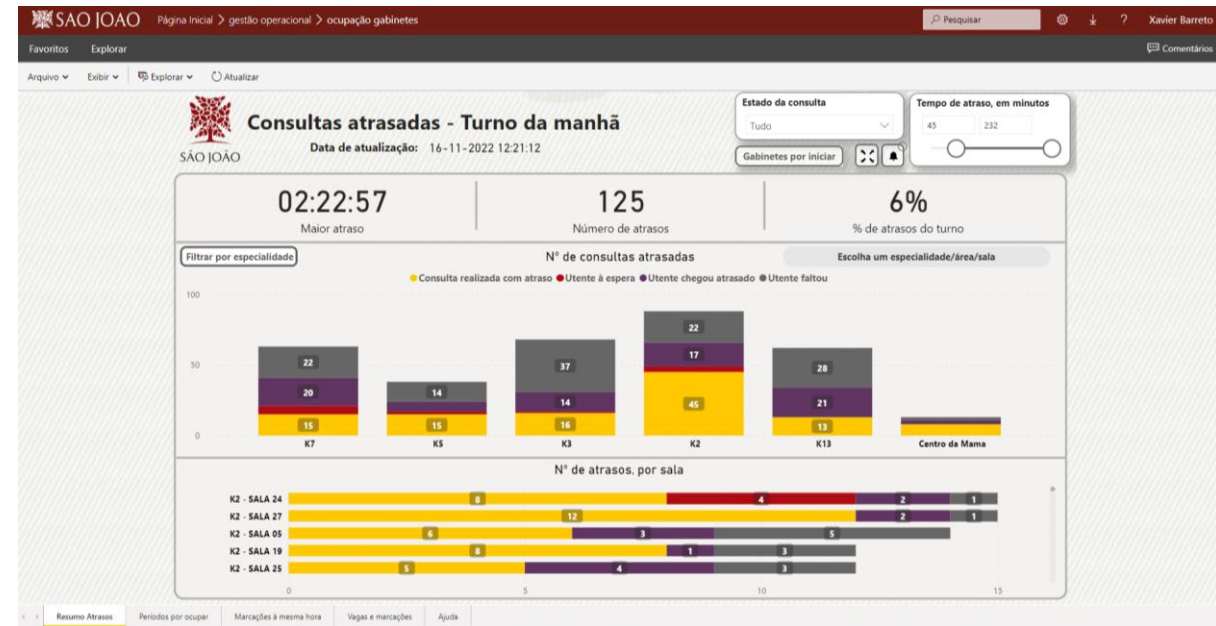 SAO JOAO Página Inicial > gestão operacional > ocupação gabinetes Pesquisar ? Xavier Barreto
Favoritos Explorar Comentários
Arquivo Exibir Explorar Atualizar
SÃO JOÃO
Consultas atrasadas - Turno da manhã
Data de atualização: 16-11-2022 12:21:12
Estado da consulta
Tudo
Gabinetes por iniciar
Tempo de atraso, em minutos
45 232
02:22:57 125 6%
Maior atraso Número de atrasos % de atrasos do turno
Filtrar por especialidade Nº de consultas atrasadas Escolha um especialidade/área/sala
Consulta realizada com atraso Utente à espera Utente chegou atrasado Utente faltou
100
50
0
22 20 15
14 15
37 14 16
22 17 45
28 21 13
K7 K5 K3 K2 K13 Centro da Mama
Nº de atrasos, por sala
K2 - SALA 24 8 4 2 1
K2 - SALA 27 12 2 1
K2 - SALA 05 6 3 5
K2 - SALA 19 8 1 3
K2 - SALA 25 5 4 3
0 5 10 15
Resumo Atrasos Períodos por ocupar Marcações à mesma hora Vagas e marcações Ajuda